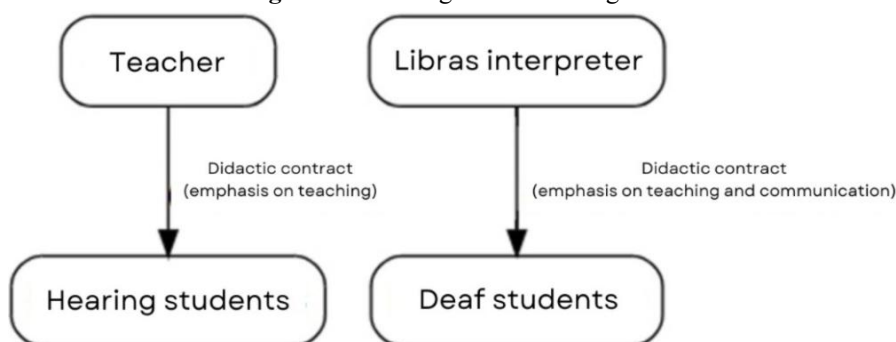 Teacher
Libras interpreter
Didactic contract
(emphasis on teaching)
Didactic contract
(emphasis on teaching and communication)
Hearing students
Deaf students